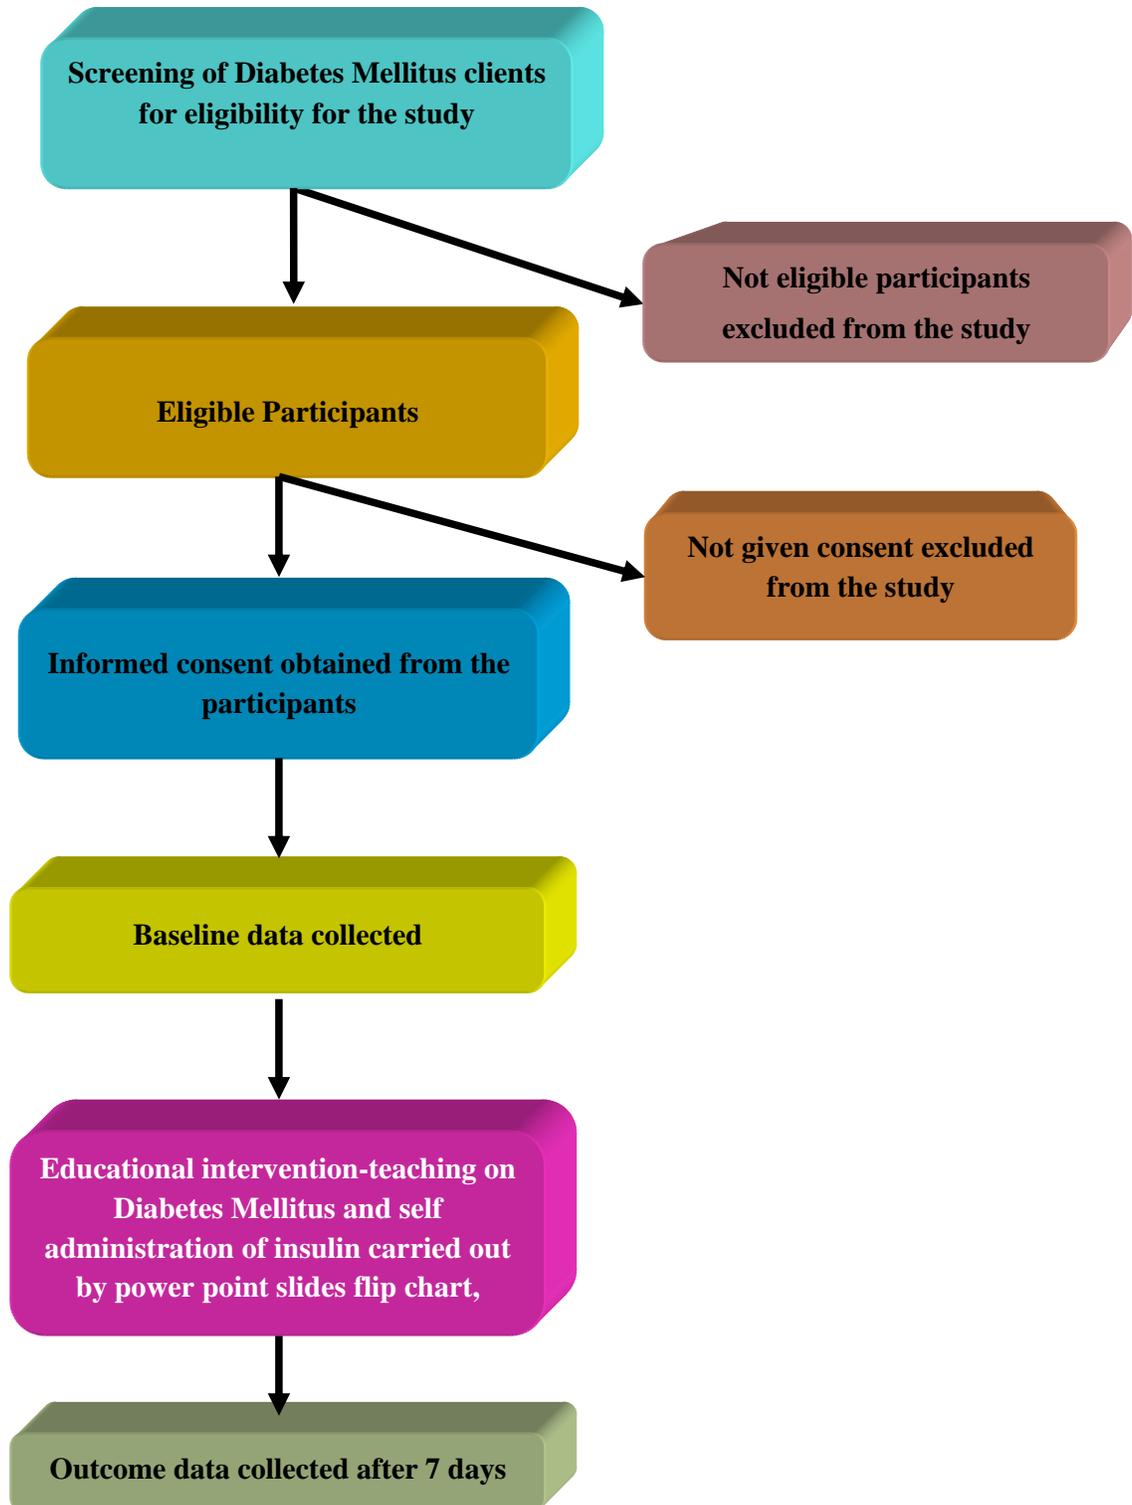 Screening of Diabetes Mellitus clients
for eligibility for the study
Not eligible participants
excluded from the study
Eligible Participants
Not given consent excluded
from the study
Informed consent obtained from the
participants
Baseline data collected
Educational intervention-teaching on
Diabetes Mellitus and self
administration of insulin carried out
by power point slides flip chart,
Outcome data collected after 7 days